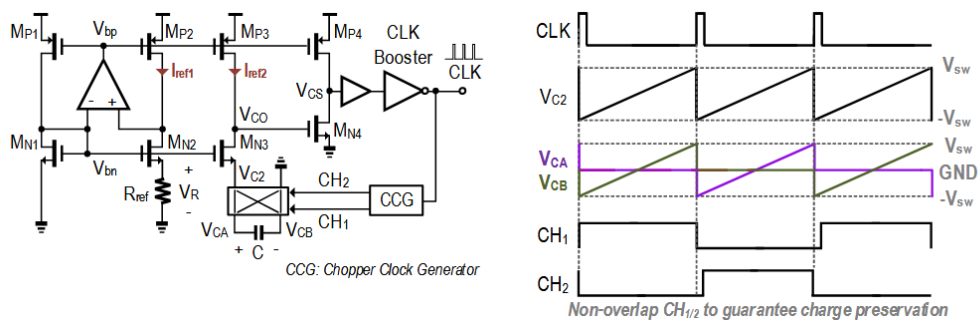 MP1
Vbp
MP2
MP3
MP4
CLK
Booster
Iref1
Iref2
CLK
- +
VCS
VCO
MN1
MN2
MN3
MN4
Vbn
+
VR
-
Rref
VC2
CH2
CCG
CH1
VCA
VCB
+ C -
CCG: Chopper Clock Generator
CLK
VC2
Vsw
-Vsw
VCA
VCB
Vsw
GND
-Vsw
CH1
CH2
Non-overlap CH1/2 to guarantee charge preservation